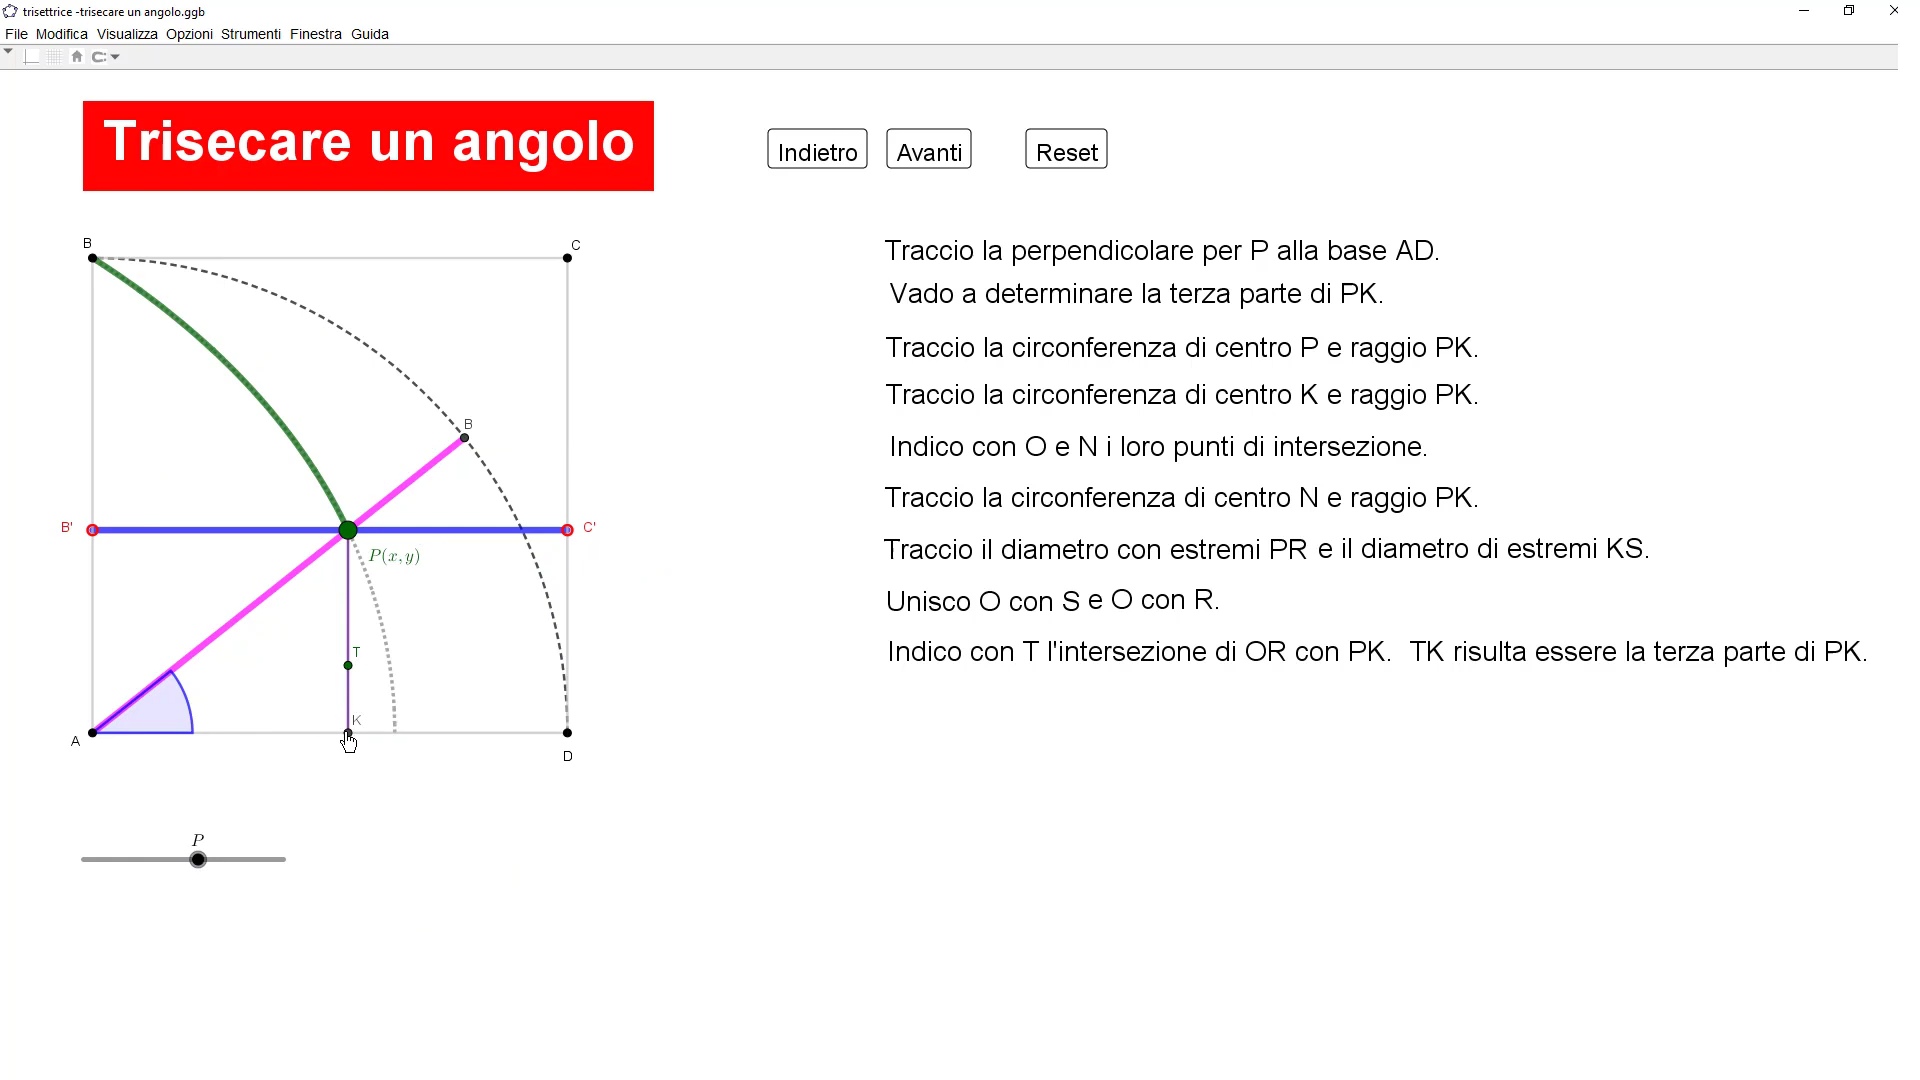 trisettrice -trisecare un angolo.ggb
File Modifica Visualizza Opzioni Strumenti Finestra Guida
Trisecare un angolo
Indietro Avanti Reset
B
C
Traccio la perpendicolare per P alla base AD.
Vado a determinare la terza parte di PK.
Traccio la circonferenza di centro P e raggio PK.
Traccio la circonferenza di centro K e raggio PK.
B
Indico con O e N i loro punti di intersezione.
Traccio la circonferenza di centro N e raggio PK.
B'
C'
P(x, y)
Traccio il diametro con estremi PR e il diametro di estremi KS.
Unisco O con S e O con R.
T
Indico con T l'intersezione di OR con PK. TK risulta essere la terza parte di PK.
K
A
D
P